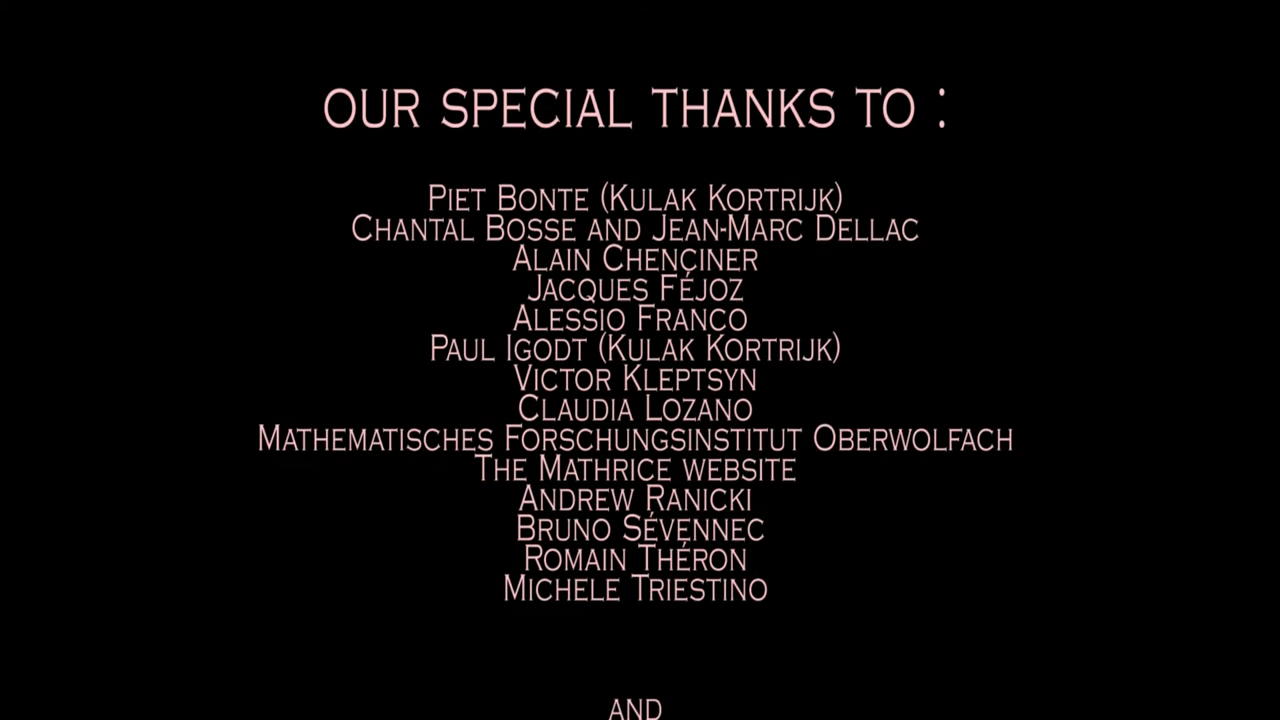 OUR SPECIAL THANKS TO :
PIET BONTE (KULAK KORTRIJK)
CHANTAL BOSSE AND JEAN-MARC DELLAC
ALAIN CHENCINER
JACQUES FÉJOZ
ALESSIO FRANCO
PAUL IGODT (KULAK KORTRIJK)
VICTOR KLEPTSYN
CLAUDIA LOZANO
MATHEMATISCHES FORSCHUNGSINSTITUT OBERWOLFACH
THE MATHRICE WEBSITE
ANDREW RANICKI
BRUNO SÉVENNEC
ROMAIN THÉRON
MICHELE TRIESTINO
AND